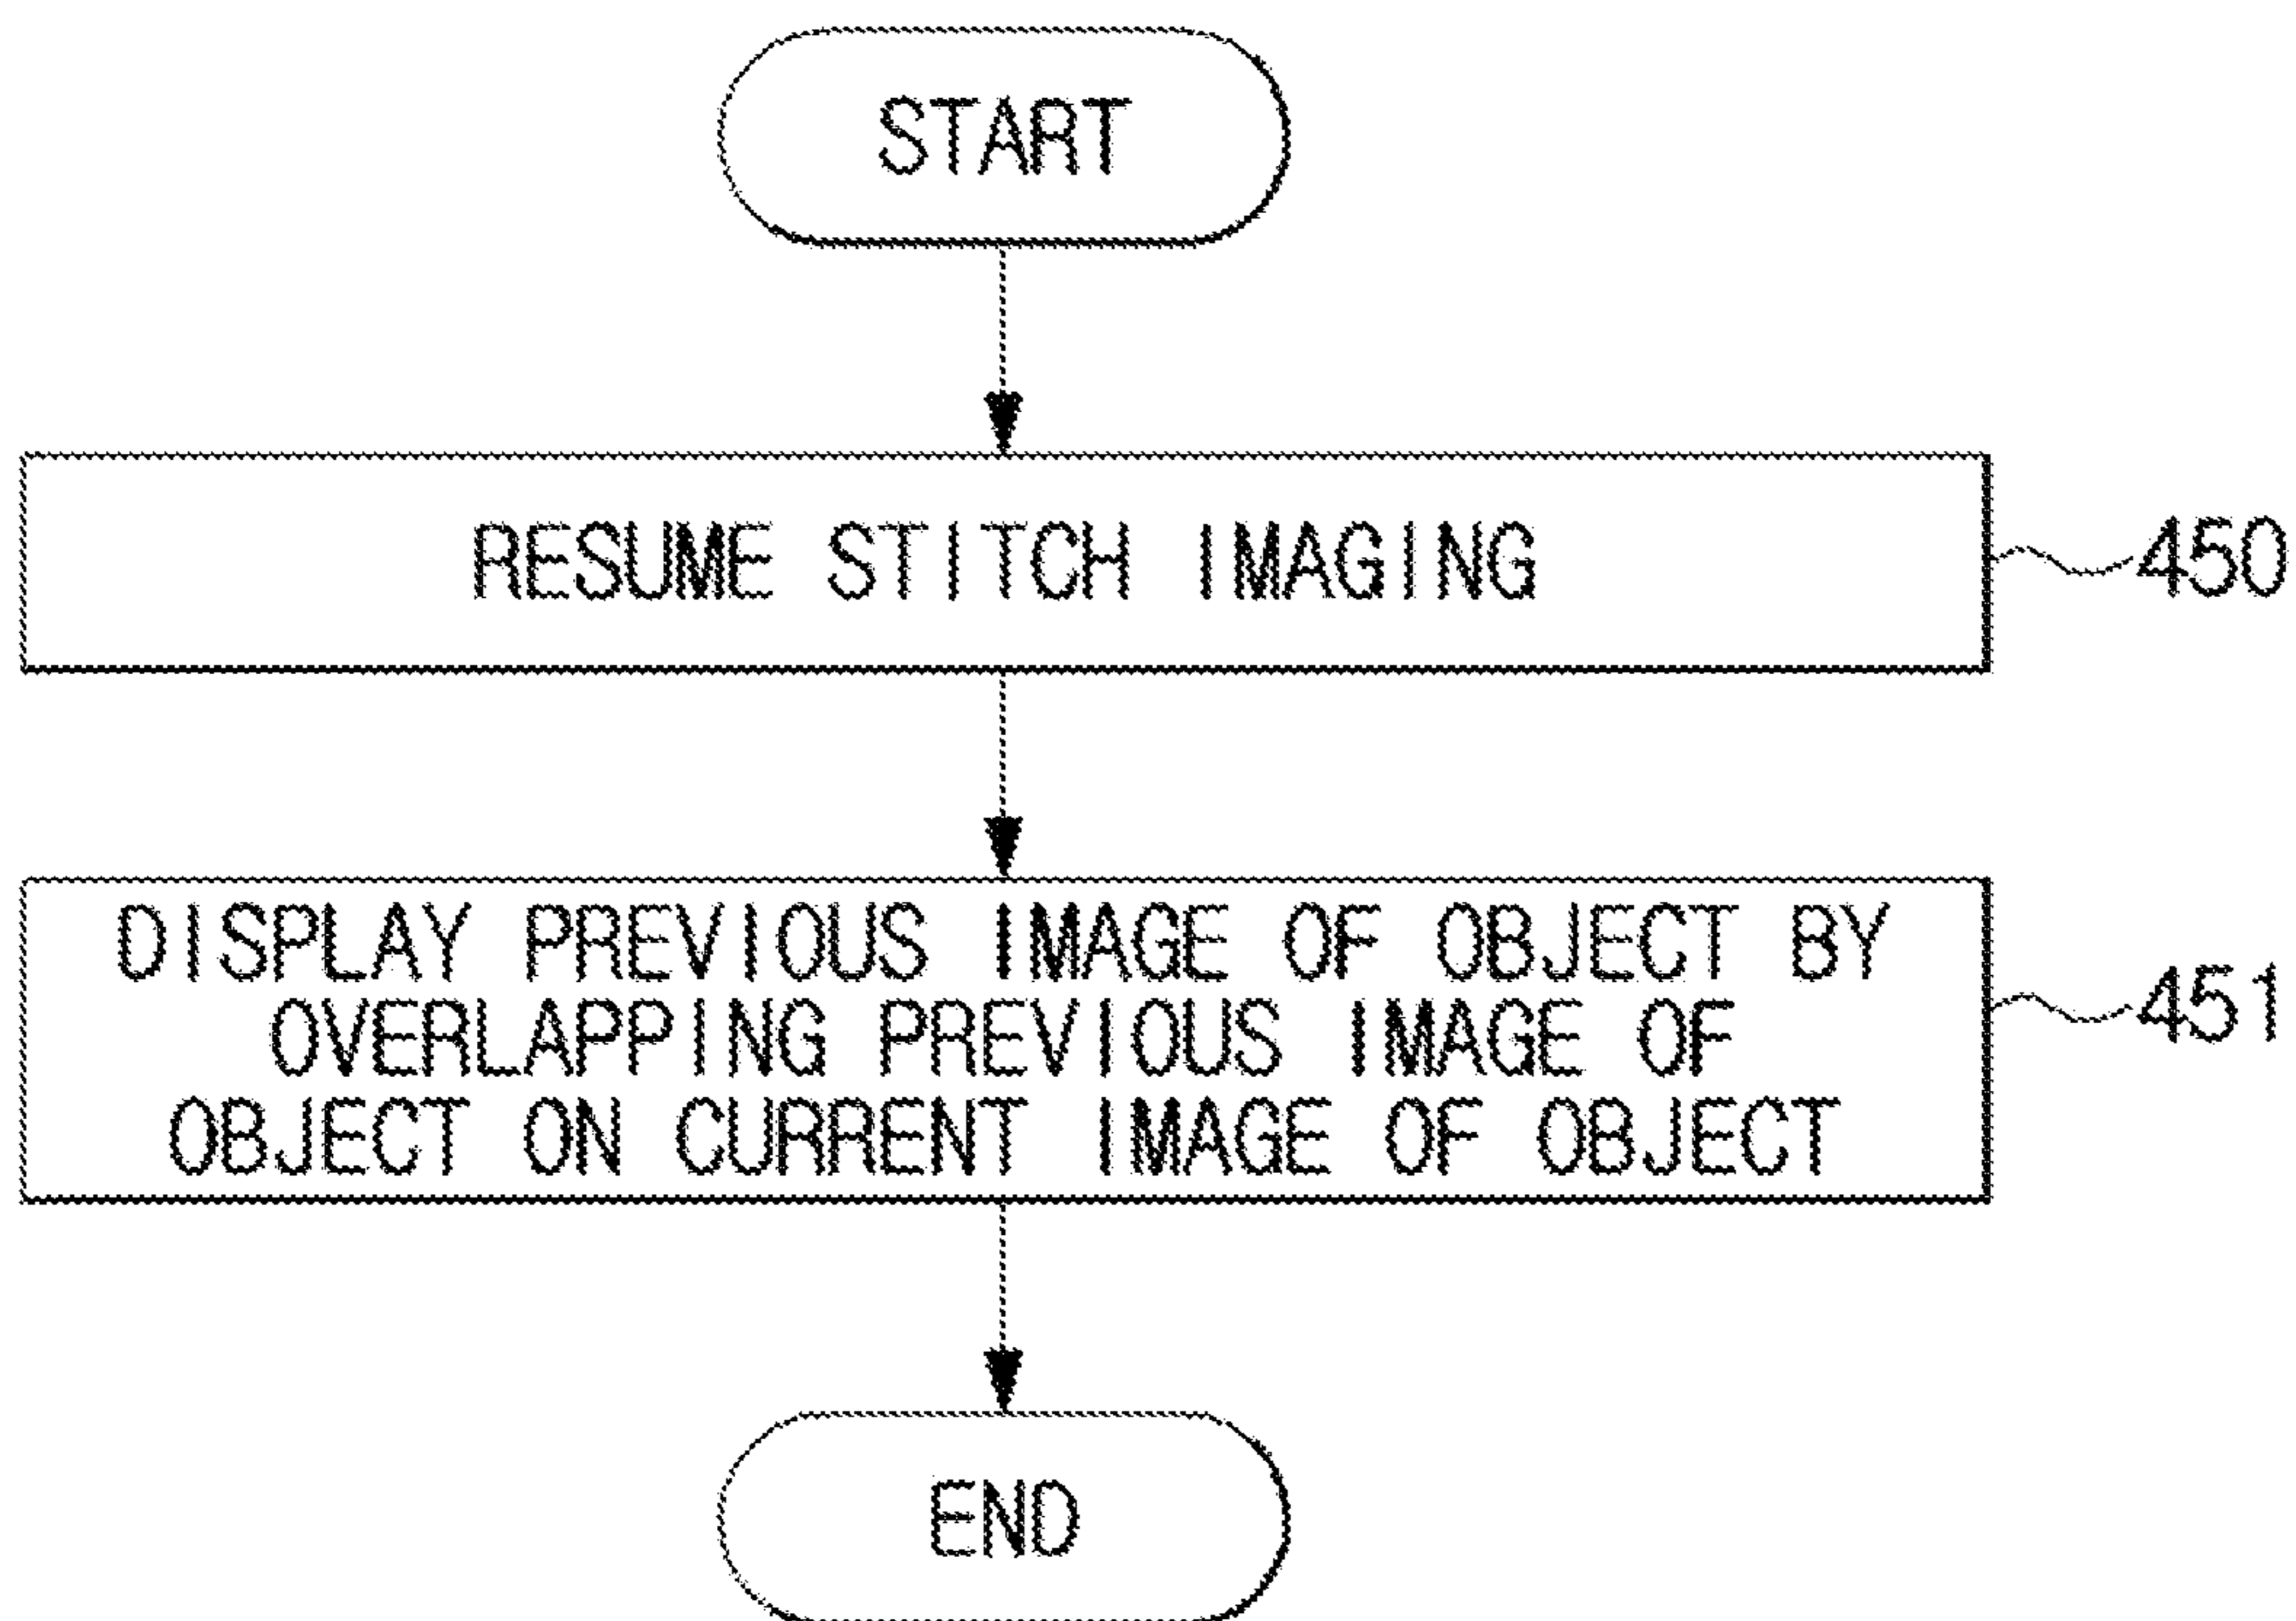 START
RESUME STITCH IMAGING
450
DISPLAY PREVIOUS IMAGE OF OBJECT BY
OVERLAPPING PREVIOUS IMAGE OF
OBJECT ON CURRENT IMAGE OF OBJECT
451
END